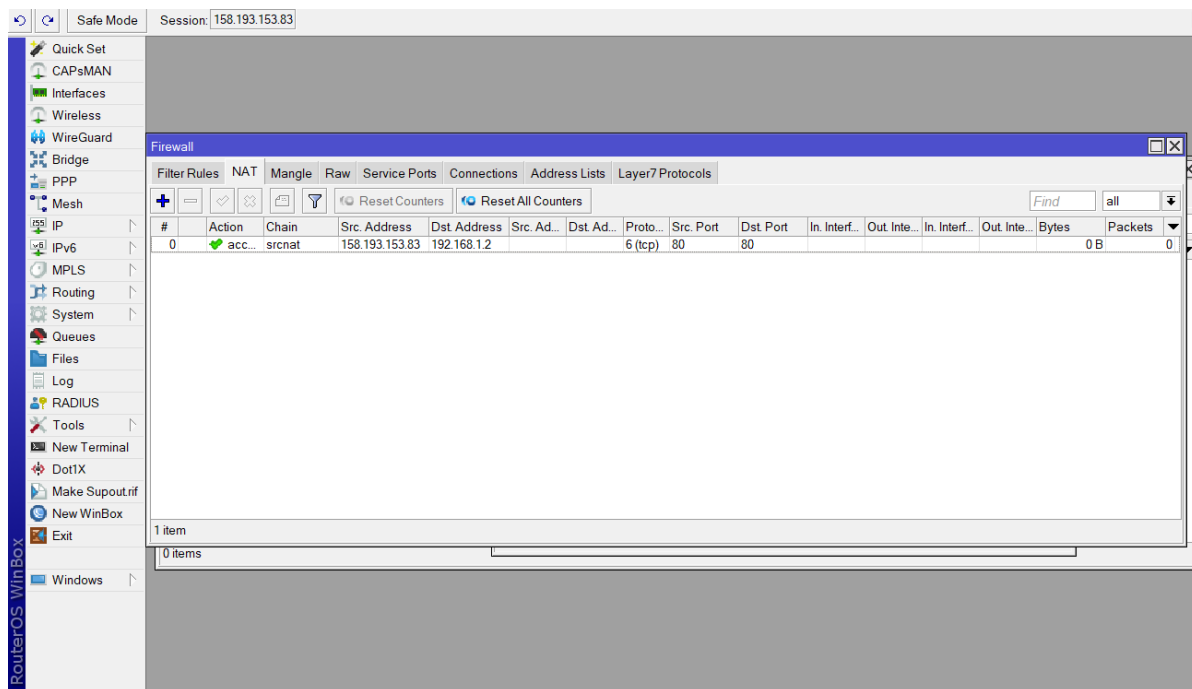 Safe Mode Session: 158.193.153.83
Quick Set
CAPsMAN
Interfaces
Wireless
WireGuard
Bridge
PPP
Mesh
IP
IPv6
MPLS
Routing
System
Queues
Files
Log
RADIUS
Tools
New Terminal
Dot1X
Make Supout.rif
New WinBox
Exit
Windows
RouterOS WinBox
Firewall
Filter Rules NAT Mangle Raw Service Ports Connections Address Lists Layer7 Protocols
Reset Counters Reset All Counters Find all
# Action Chain Src. Address Dst. Address Src. Ad... Dst. Ad... Proto... Src. Port Dst. Port In. Interf... Out. Inte... In. Interf... Out. Inte... Bytes Packets
0 acc... srcnat 158.193.153.83 192.168.1.2 6 (tcp) 80 80 0 B 0
1 item
0 items